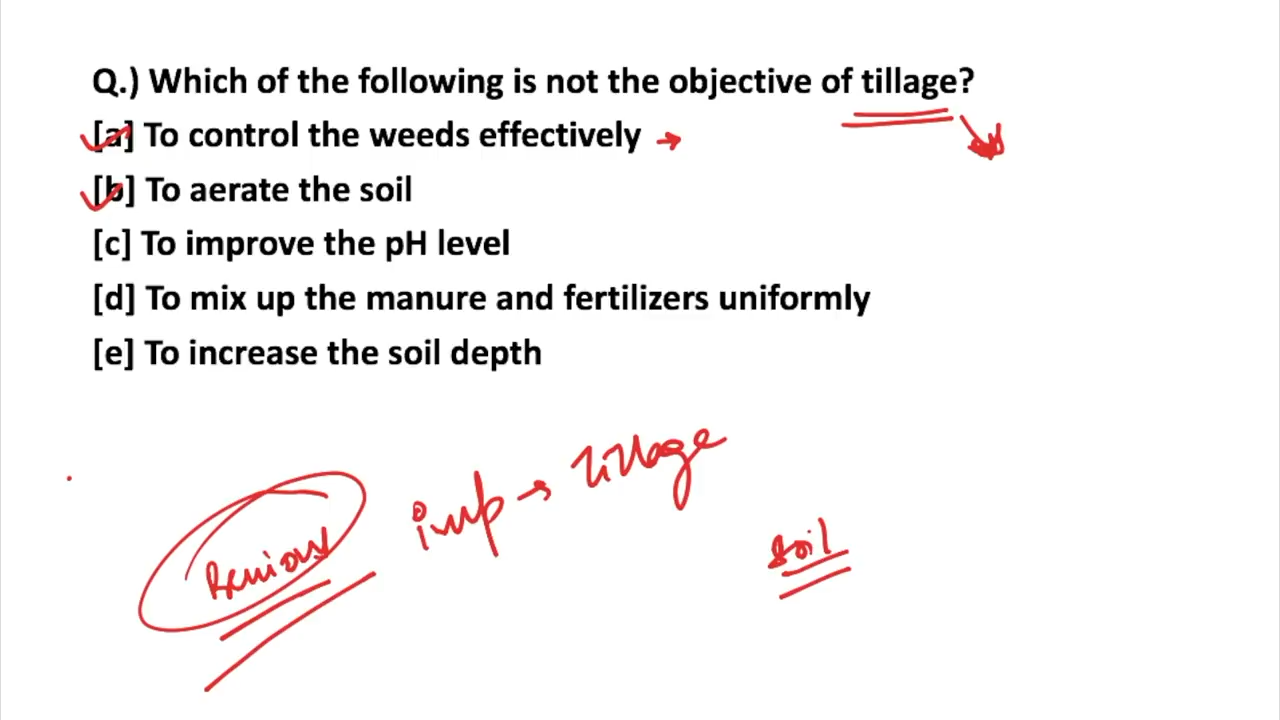 Q.) Which of the following is not the objective of tillage?
[a] To control the weeds effectively →
[b] To aerate the soil
[c] To improve the pH level
[d] To mix up the manure and fertilizers uniformly
[e] To increase the soil depth
imp → tillage
soil